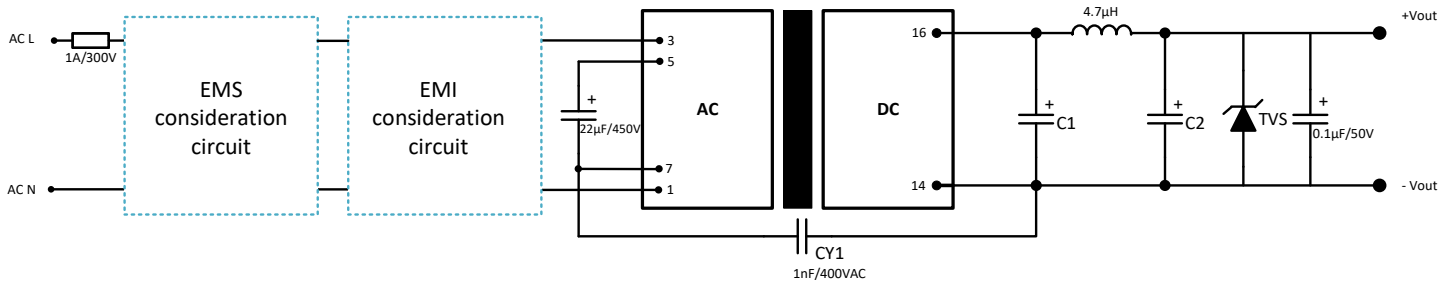 AC L
1A/300V
EMS
consideration
circuit
EMI
consideration
circuit
AC N
3
5
+
22μF/450V
7
1
AC
DC
16
14
4.7μH
+
C1
+
C2
TVS
+
0.1μF/50V
+Vout
- Vout
CY1
1nF/400VAC